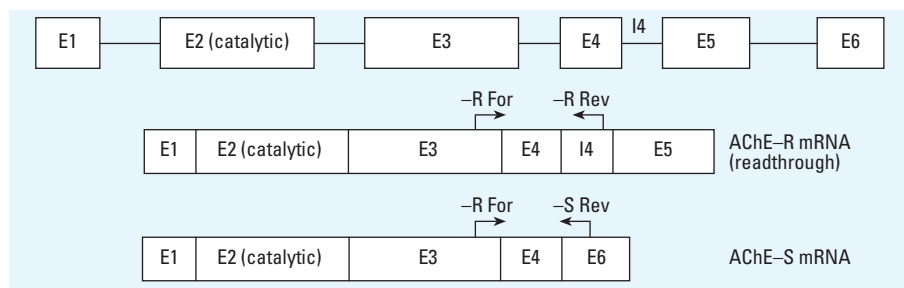 E1 E2 (catalytic) E3 E4 I4 E5 E6
–R For –R Rev
E1 E2 (catalytic) E3 E4 I4 E5 AChE–R mRNA
(readthrough)
–R For –S Rev
E1 E2 (catalytic) E3 E4 E6 AChE–S mRNA